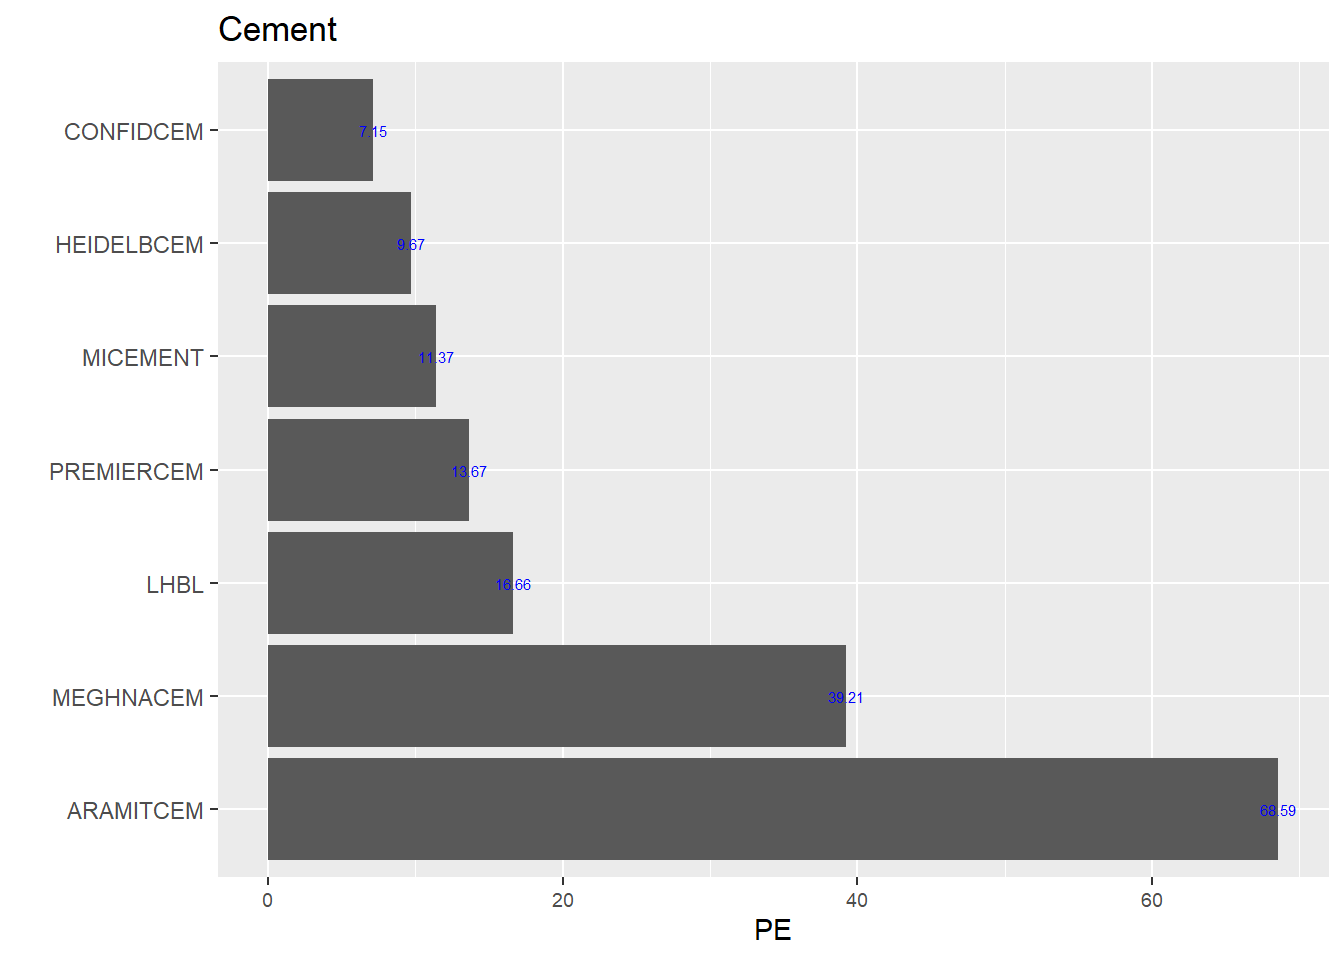 Cement
CONFIDCEM 7.15
HEIDELBCEM 9.67
MICEMENT 11.37
PREMIERCEM 13.67
LHBL 16.66
MEGHNACEM 39.21
ARAMITCEM 68.59
0 20 40 60
PE